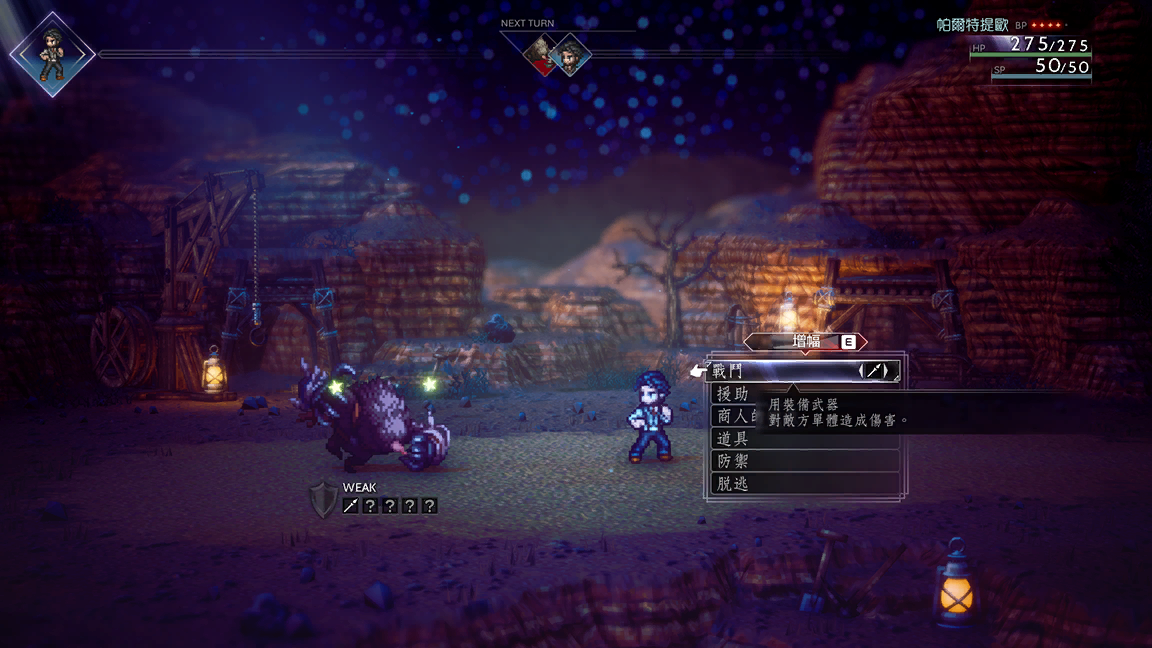 NEXT TURN
帕爾特提歐 BP
HP 275/275
SP 50/50
增幅 E
戰鬥
援助
用裝備武器
商人
對敵方單體造成傷害。
道具
防禦
脫逃
WEAK
? ? ? ?